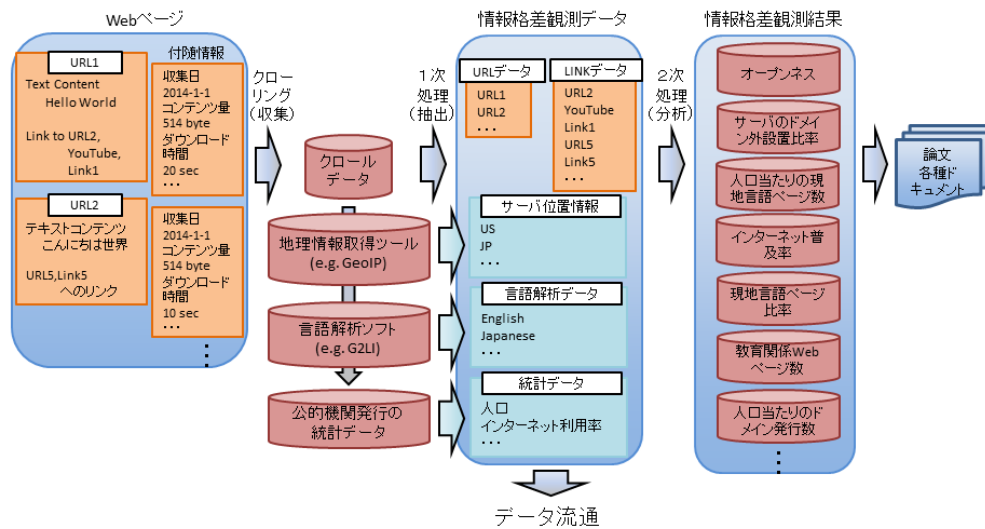 Webページ
URL1
Text Content
Hello World
Link to URL2,
YouTube,
Link1
付随情報
収集日
2014-1-1
コンテンツ量
514 byte
ダウンロード
時間
20 sec
・・・
URL2
テキストコンテンツ
こんにちは世界
URL5,Link5
へのリンク
収集日
2014-1-1
コンテンツ量
514 byte
ダウンロード
時間
10 sec
・・・
クロー
リング
(収集)
クロール
データ
地理情報取得ツール
(e.g. GeoIP)
言語解析ソフト
(e.g. G2LI)
公的機関発行の
統計データ
1次
処理
(抽出)
情報格差観測データ
URLデータ
URL1
URL2
・・・
LINKデータ
URL2
YouTube
Link1
URL5
Link5
・・・
サーバ位置情報
US
JP
・・・
言語解析データ
English
Japanese
・・・
統計データ
人口
インターネット利用率
・・・
データ流通
2次
処理
(分析)
情報格差観測結果
オープンネス
サーバのドメ
イン外設置比率
人口当たりの現
地言語ページ数
インターネット普
及率
現地言語ページ
比率
教育関係Web
ページ数
人口当たりのド
メイン発行数
論文
各種ド
キュメント